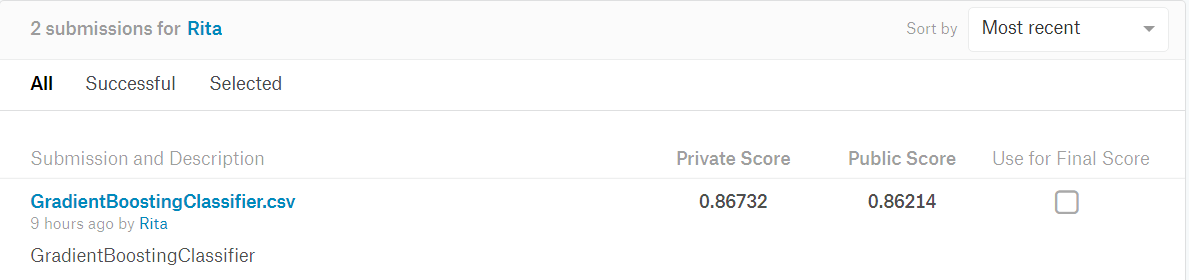 2 submissions for Rita Sort by Most recent
All Successful Selected
Submission and Description Private Score Public Score Use for Final Score
GradientBoostingClassifier.csv 0.86732 0.86214
9 hours ago by Rita
GradientBoostingClassifier